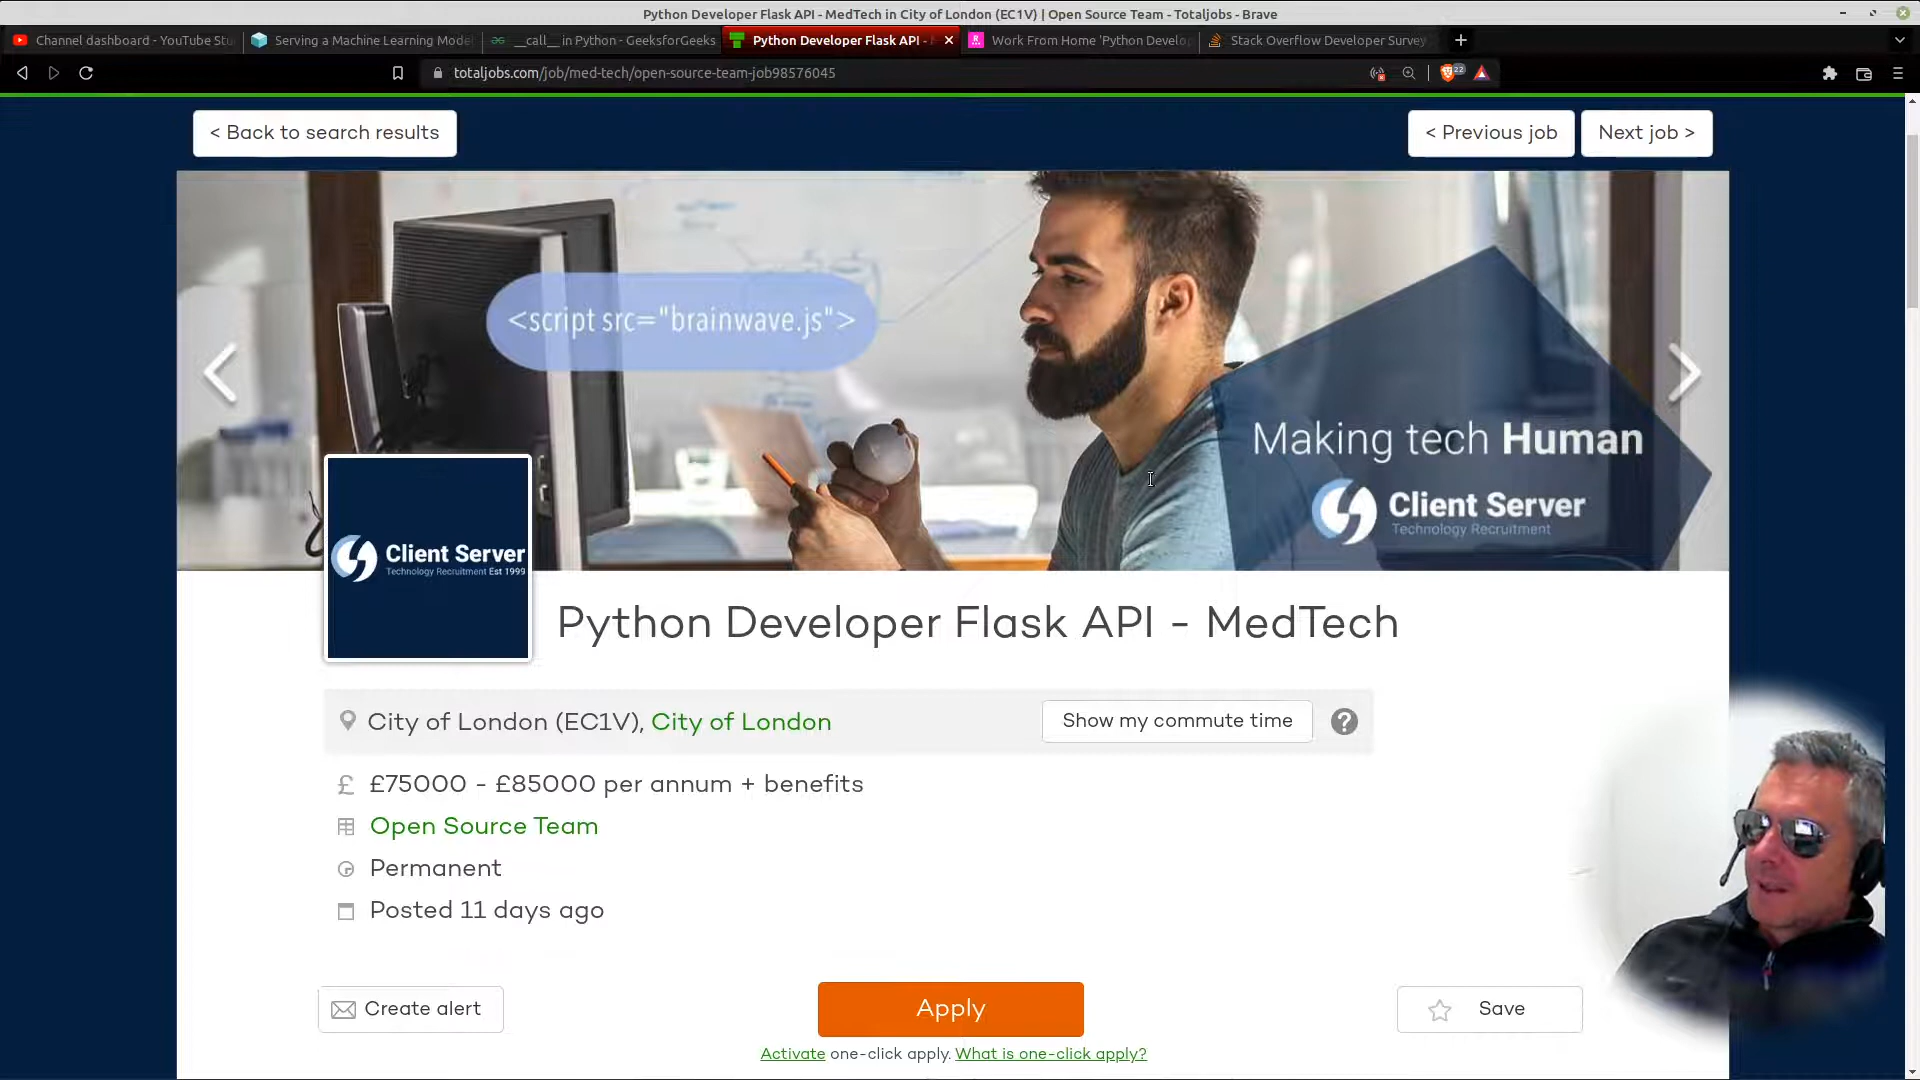 Python Developer Flask API - MedTech in City of London (EC1V) | Open Source Team - Totaljobs - Brave
Channel dashboard - YouTube Stu
Serving a Machine Learning Mode
__call__ in Python - GeeksforGeeks
Python Developer Flask API -
Work From Home 'Python Develo
Stack Overflow Developer Survey
totaljobs.com/job/med-tech/open-source-team-job98576045
22
< Back to search results
< Previous job
Next job >
<script src="brainwave.js">
Making tech Human
Client Server
Technology Recruitment
Client Server
Technology Recruitment Est 1999
Python Developer Flask API - MedTech
City of London (EC1V), City of London
Show my commute time
?
£ £75000 - £85000 per annum + benefits
Open Source Team
Permanent
Posted 11 days ago
Create alert
Apply
Save
Activate one-click apply. What is one-click apply?